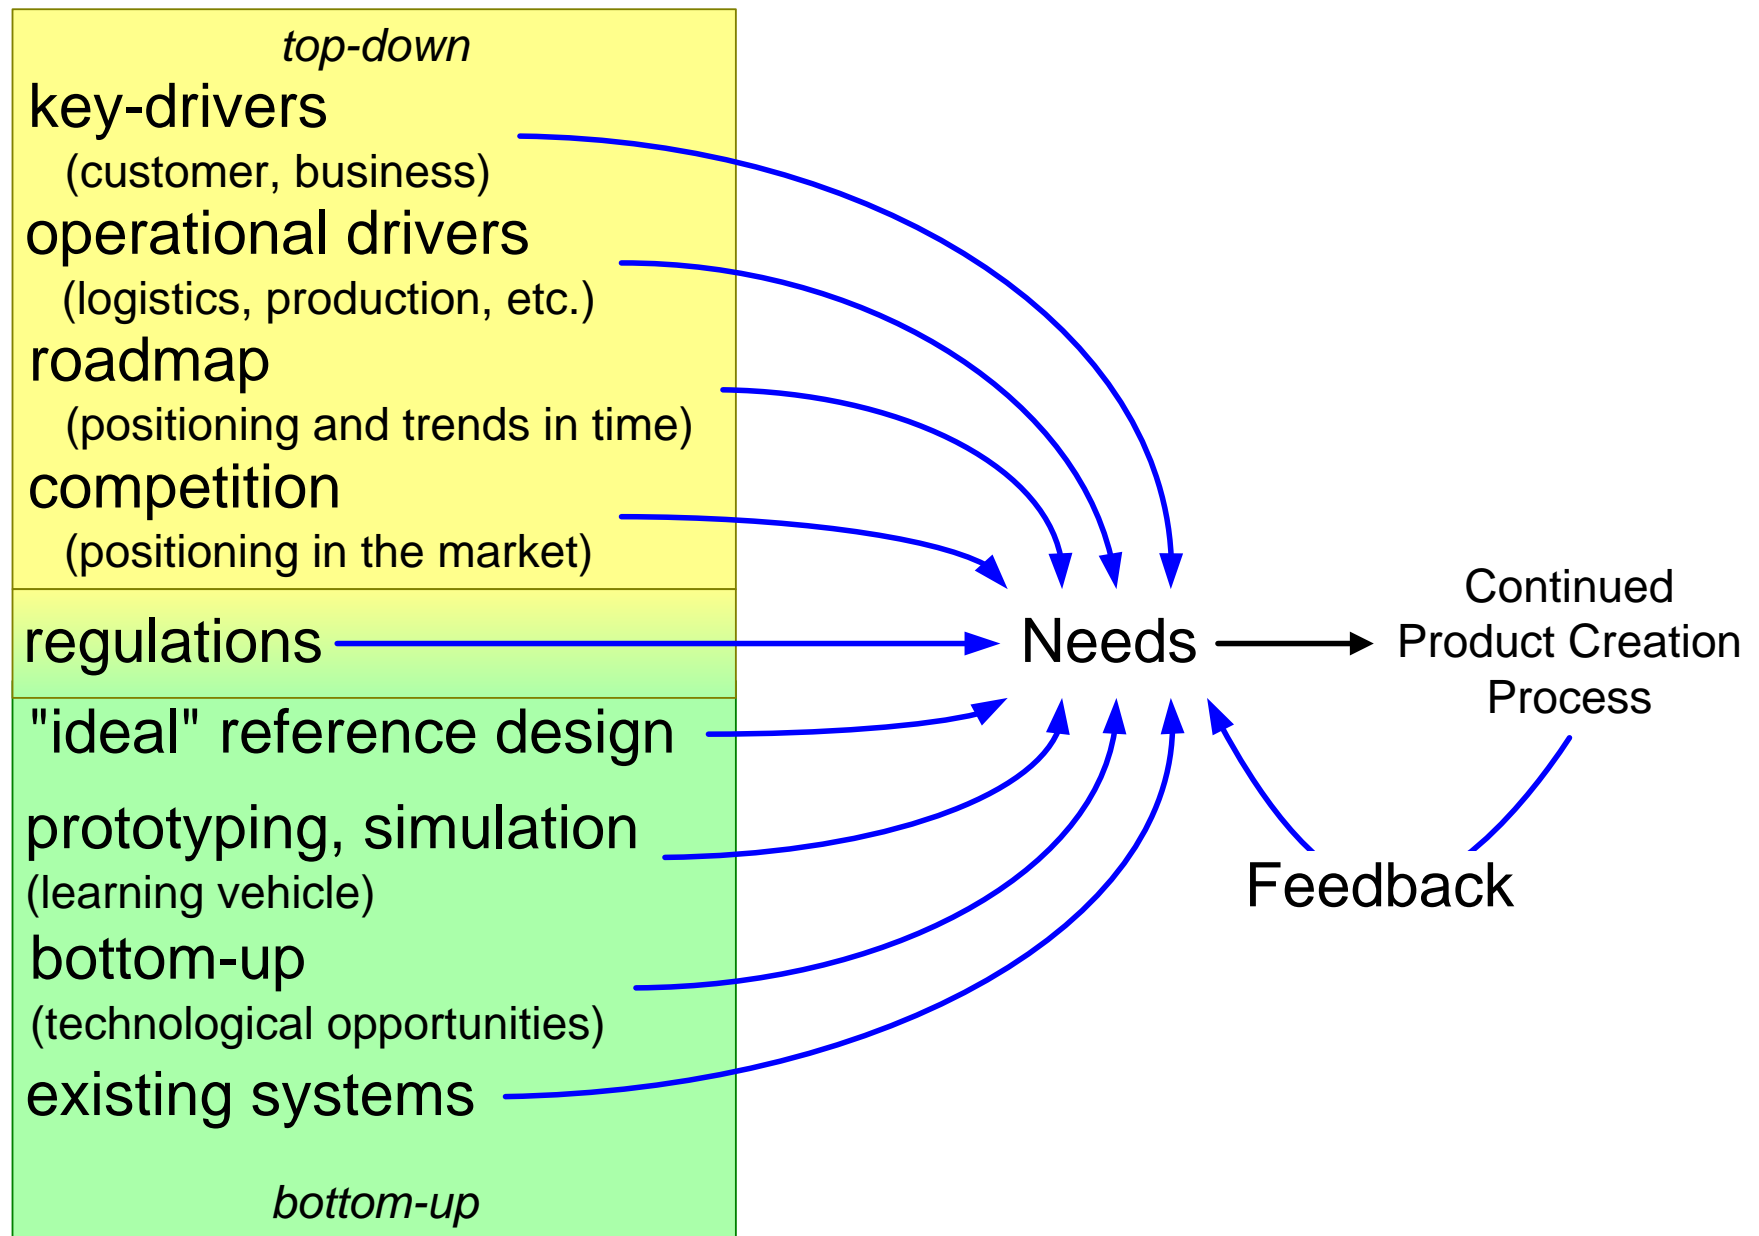 top-down
key-drivers
(customer, business)
operational drivers
(logistics, production, etc.)
roadmap
(positioning and trends in time)
competition
(positioning in the market)
regulations
"ideal" reference design
prototyping, simulation
(learning vehicle)
bottom-up
(technological opportunities)
existing systems
bottom-up
Needs
Continued
Product Creation
Process
Feedback